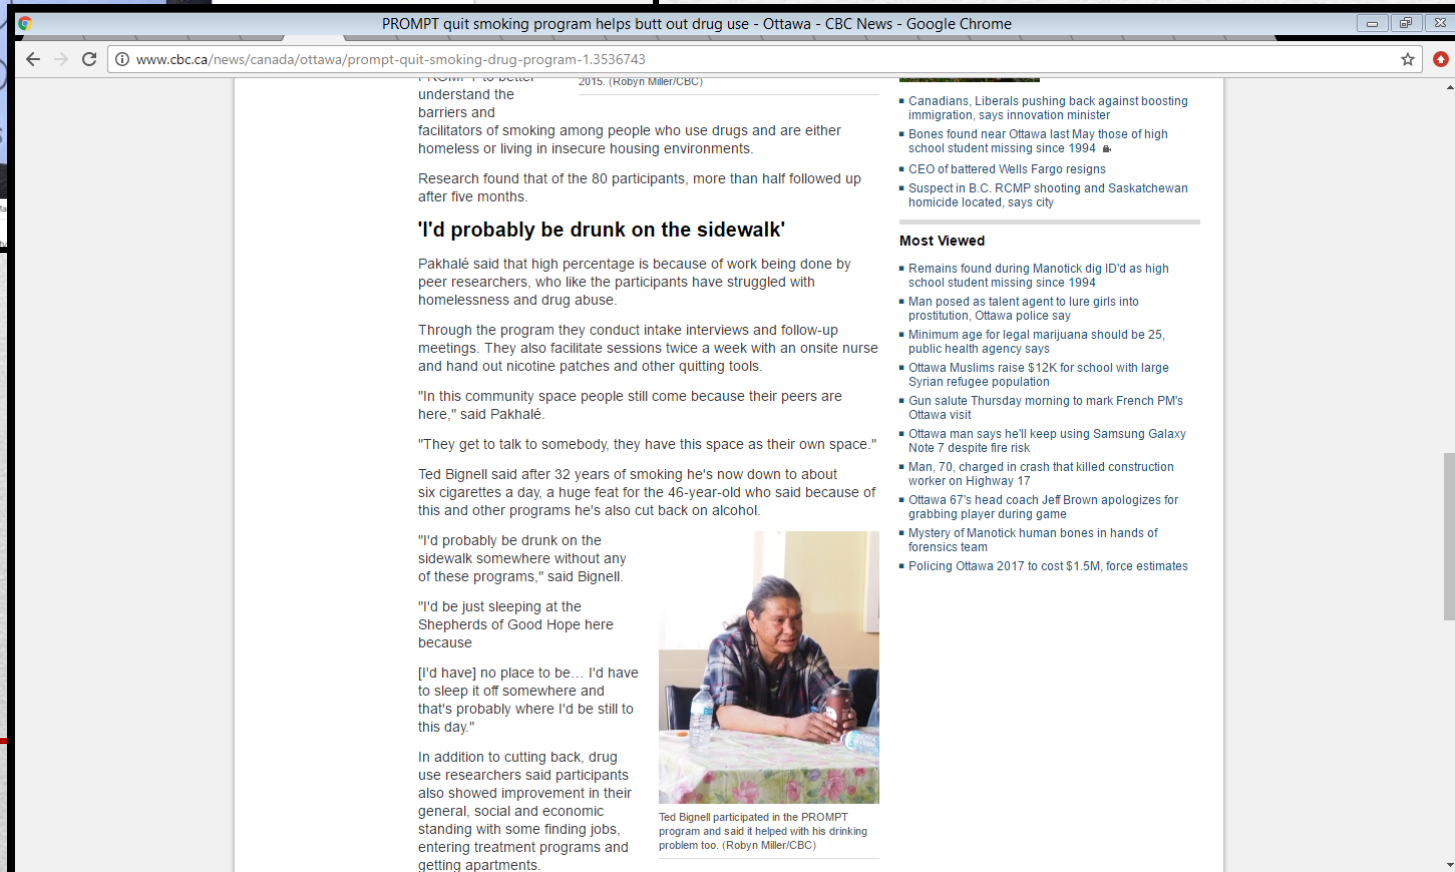 PROMPT quit smoking program helps butt out drug use - Ottawa - CBC News - Google Chrome
www.cbc.ca/news/canada/ottawa/prompt-quit-smoking-drug-program-1.3536743
PROMPT to better
understand the
barriers and
facilitators of smoking among people who use drugs and are either
homeless or living in insecure housing environments.
2015. (Robyn Miller/CBC)
Research found that of the 80 participants, more than half followed up
after five months.
'I'd probably be drunk on the sidewalk'
Pakhalé said that high percentage is because of work being done by
peer researchers, who like the participants have struggled with
homelessness and drug abuse.
Through the program they conduct intake interviews and follow-up
meetings. They also facilitate sessions twice a week with an onsite nurse
and hand out nicotine patches and other quitting tools.
"In this community space people still come because their peers are
here," said Pakhalé.
"They get to talk to somebody, they have this space as their own space."
Ted Bignell said after 32 years of smoking he's now down to about
six cigarettes a day, a huge feat for the 46-year-old who said because of
this and other programs he's also cut back on alcohol.
"I'd probably be drunk on the
sidewalk somewhere without any
of these programs," said Bignell.
"I'd be just sleeping at the
Shepherds of Good Hope here
because
[I'd have] no place to be... I'd have
to sleep it off somewhere and
that's probably where I'd be still to
this day."
In addition to cutting back, drug
use researchers said participants
also showed improvement in their
general, social and economic
standing with some finding jobs,
entering treatment programs and
getting apartments.
Ted Bignell participated in the PROMPT
program and said it helped with his drinking
problem too. (Robyn Miller/CBC)
Canadians, Liberals pushing back against boosting
immigration, says innovation minister
Bones found near Ottawa last May those of high
school student missing since 1994
CEO of battered Wells Fargo resigns
Suspect in B.C. RCMP shooting and Saskatchewan
homicide located, says city
Most Viewed
Remains found during Manotick dig ID'd as high
school student missing since 1994
Man posed as talent agent to lure girls into
prostitution, Ottawa police say
Minimum age for legal marijuana should be 25,
public health agency says
Ottawa Muslims raise $12K for school with large
Syrian refugee population
Gun salute Thursday morning to mark French PM's
Ottawa visit
Ottawa man says he'll keep using Samsung Galaxy
Note 7 despite fire risk
Man, 70, charged in crash that killed construction
worker on Highway 17
Ottawa 67's head coach Jeff Brown apologizes for
grabbing player during game
Mystery of Manotick human bones in hands of
forensics team
Policing Ottawa 2017 to cost $1.5M, force estimates